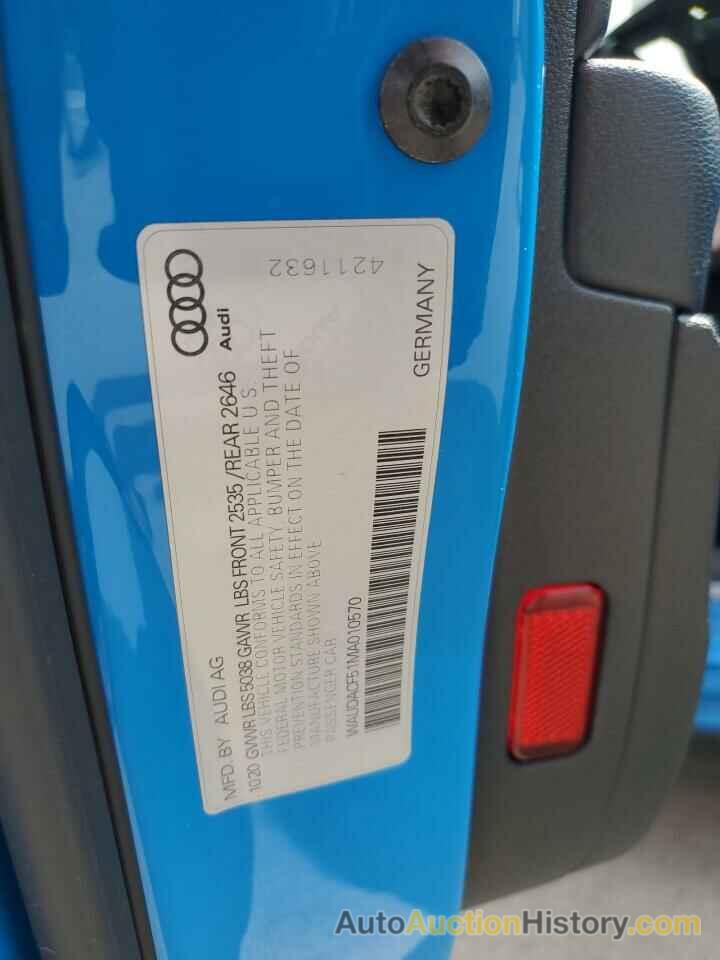 MFD. BY AUDI AG
1020 GVWR LBS 5038 GAWR LBS FRONT 2535 /REAR 2646
THIS VEHICLE CONFORMS TO ALL APPLICABLE U S.
FEDERAL MOTOR VEHICLE SAFETY, BUMPER AND THEFT
PREVENTION STANDARDS IN EFFECT ON THE DATE OF
MANUFACTURE SHOWN ABOVE
PASSENGER CAR
WAUDACF51MA010570
Audi
4211632
GERMANY
AutoAuctionHistory.com